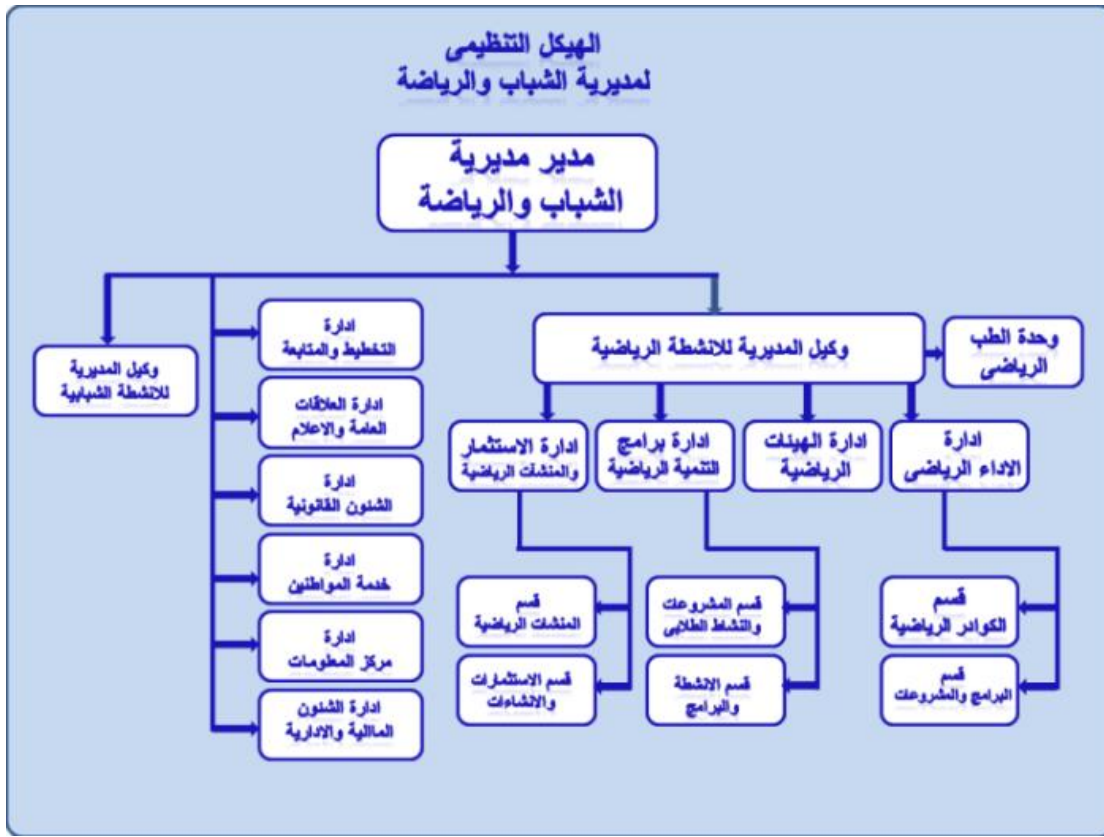 الهيكل التنظيمى
لمديرية الشباب والرياضة
مدير مديرية
الشباب والرياضة
وكيل المديرية للانشطة الرياضية
وحدة الطب
الرياضى
ادارة
الاداء الرياضى
ادارة الهيئات
الرياضية
ادارة برامج
التنمية الرياضية
ادارة الاستثمار
والمنشات الرياضية
قسم
الكوادر الرياضية
قسم
البرامج والمشروعات
قسم المشروعات
والنشاط الطلابى
قسم الانشطة
والبرامج
قسم
المنشات الرياضية
قسم الاستثمارات
والانشاءات
ادارة
التخطيط والمتابعة
ادارة العلاقات
العامة والاعلام
ادارة
الشئون القانونية
ادارة
خدمة المواطنين
ادارة
مركز المعلومات
ادارة الشئون
الماالية والادارية
وكيل المديرية
للانشطة الشبابية